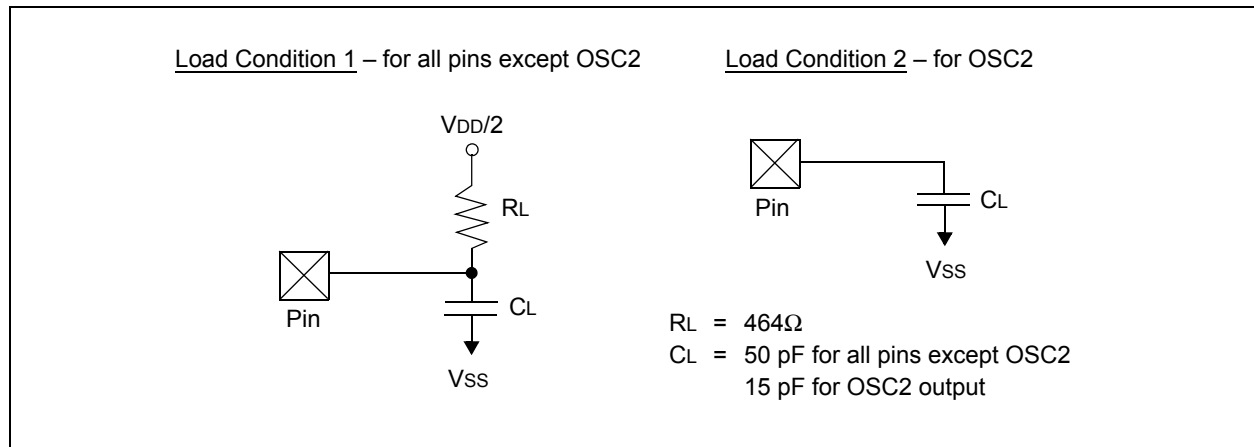 Load Condition 1 – for all pins except OSC2
Load Condition 2 – for OSC2
VDD/2
RL
Pin
CL
VSS
Pin
CL
VSS
RL = 464Ω
CL = 50 pF for all pins except OSC2
15 pF for OSC2 output